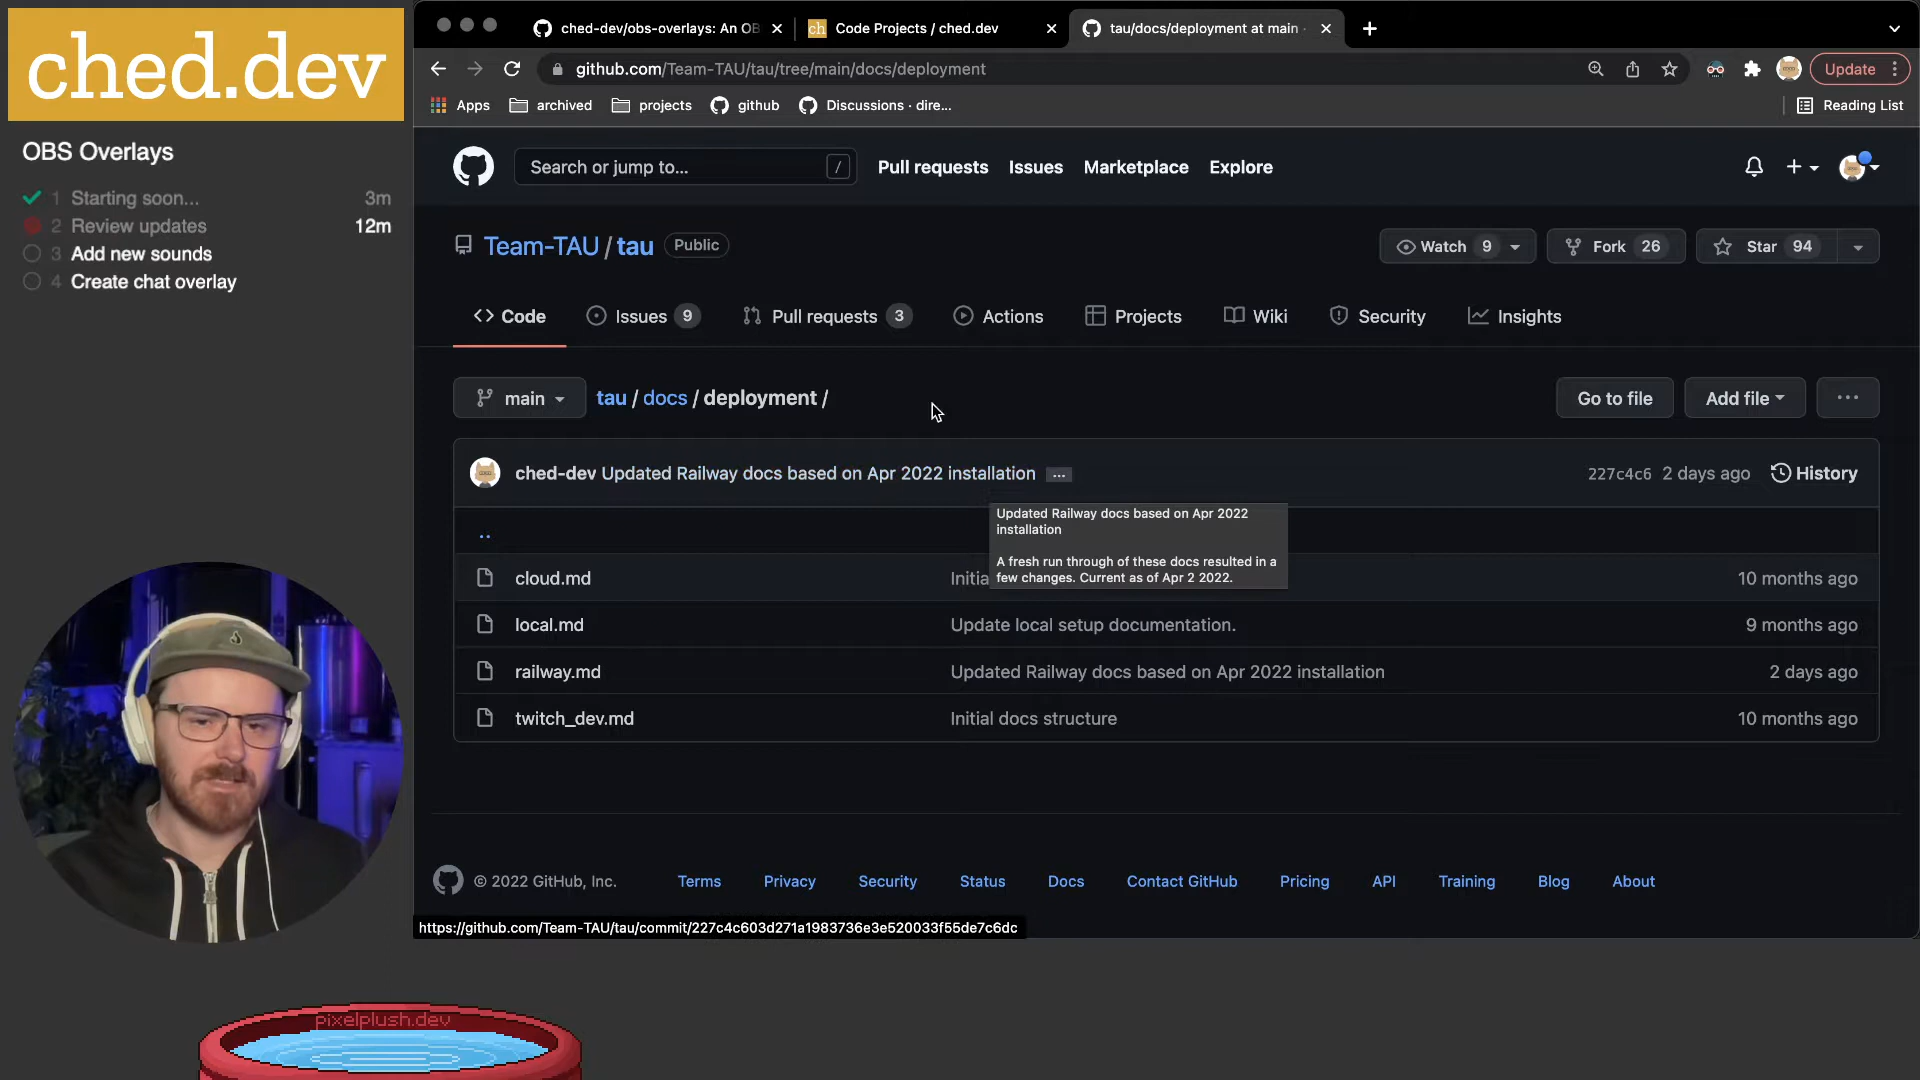 ched.dev
OBS Overlays
1 Starting soon... 3m
2 Review updates 12m
3 Add new sounds
4 Create chat overlay
pixelplush.dev
ched-dev/obs-overlays: An OB
ch Code Projects / ched.dev
tau/docs/deployment at main ·
github.com/Team-TAU/tau/tree/main/docs/deployment
Update
Apps archived projects github Discussions · dire...
Reading List
Search or jump to... /
Pull requests Issues Marketplace Explore
Team-TAU / tau Public
Watch 9 Fork 26 Star 94
Code Issues 9 Pull requests 3 Actions Projects Wiki Security Insights
main tau / docs / deployment /
Go to file Add file ...
ched-dev Updated Railway docs based on Apr 2022 installation ...
227c4c6 2 days ago History
Updated Railway docs based on Apr 2022
installation
A fresh run through of these docs resulted in a
few changes. Current as of Apr 2 2022.
..
cloud.md Initia 10 months ago
local.md Update local setup documentation. 9 months ago
railway.md Updated Railway docs based on Apr 2022 installation 2 days ago
twitch_dev.md Initial docs structure 10 months ago
© 2022 GitHub, Inc. Terms Privacy Security Status Docs Contact GitHub Pricing API Training Blog About
https://github.com/Team-TAU/tau/commit/227c4c603d271a1983736e3e520033f55de7c6dc